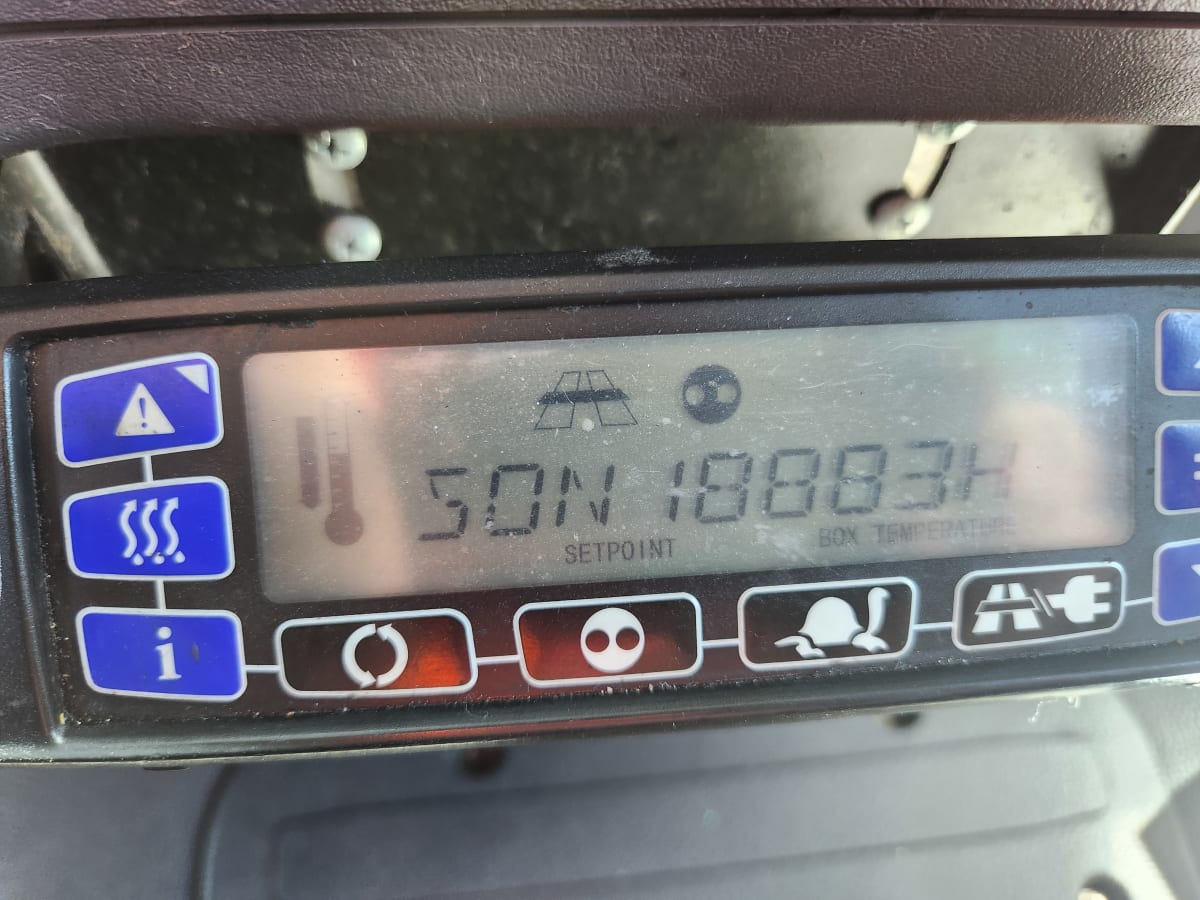 SON 18883H
SETPOINT BOX TEMPERATURE
i